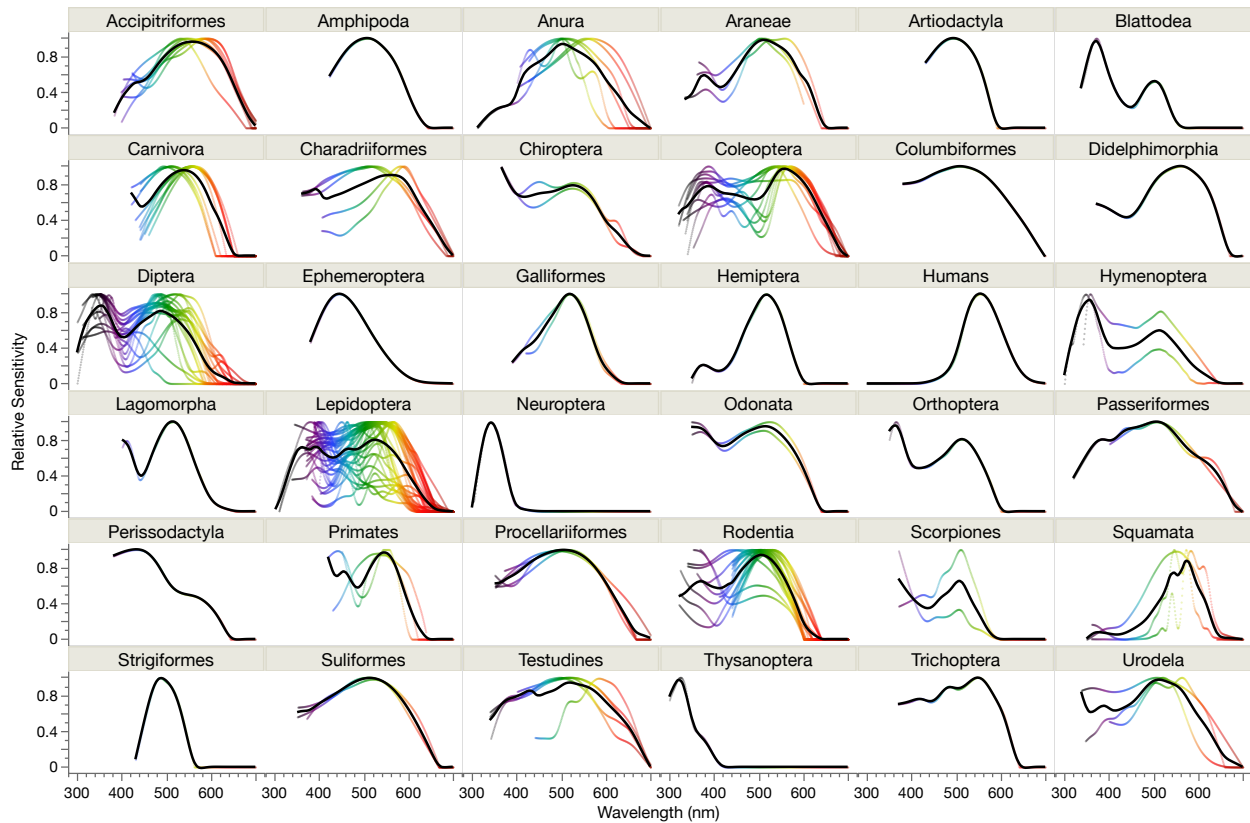 Accipitriformes Amphipoda Anura Araneae Artiodactyla Blattodea
0.8
0.4
0
Carnivora Charadriiformes Chiroptera Coleoptera Columbiformes Didelphimorphia
0.8
0.4
0
Diptera Ephemeroptera Galliformes Hemiptera Humans Hymenoptera
0.8
0.4
0
Relative Sensitivity
Lagomorpha Lepidoptera Neuroptera Odonata Orthoptera Passeriformes
0.8
0.4
0
Perissodactyla Primates Procellariiformes Rodentia Scorpiones Squamata
0.8
0.4
0
Strigiformes Suliformes Testudines Thysanoptera Trichoptera Urodela
0.8
0.4
0
300 400 500 600 300 400 500 600 300 400 500 600 300 400 500 600 300 400 500 600 300 400 500 600
Wavelength (nm)